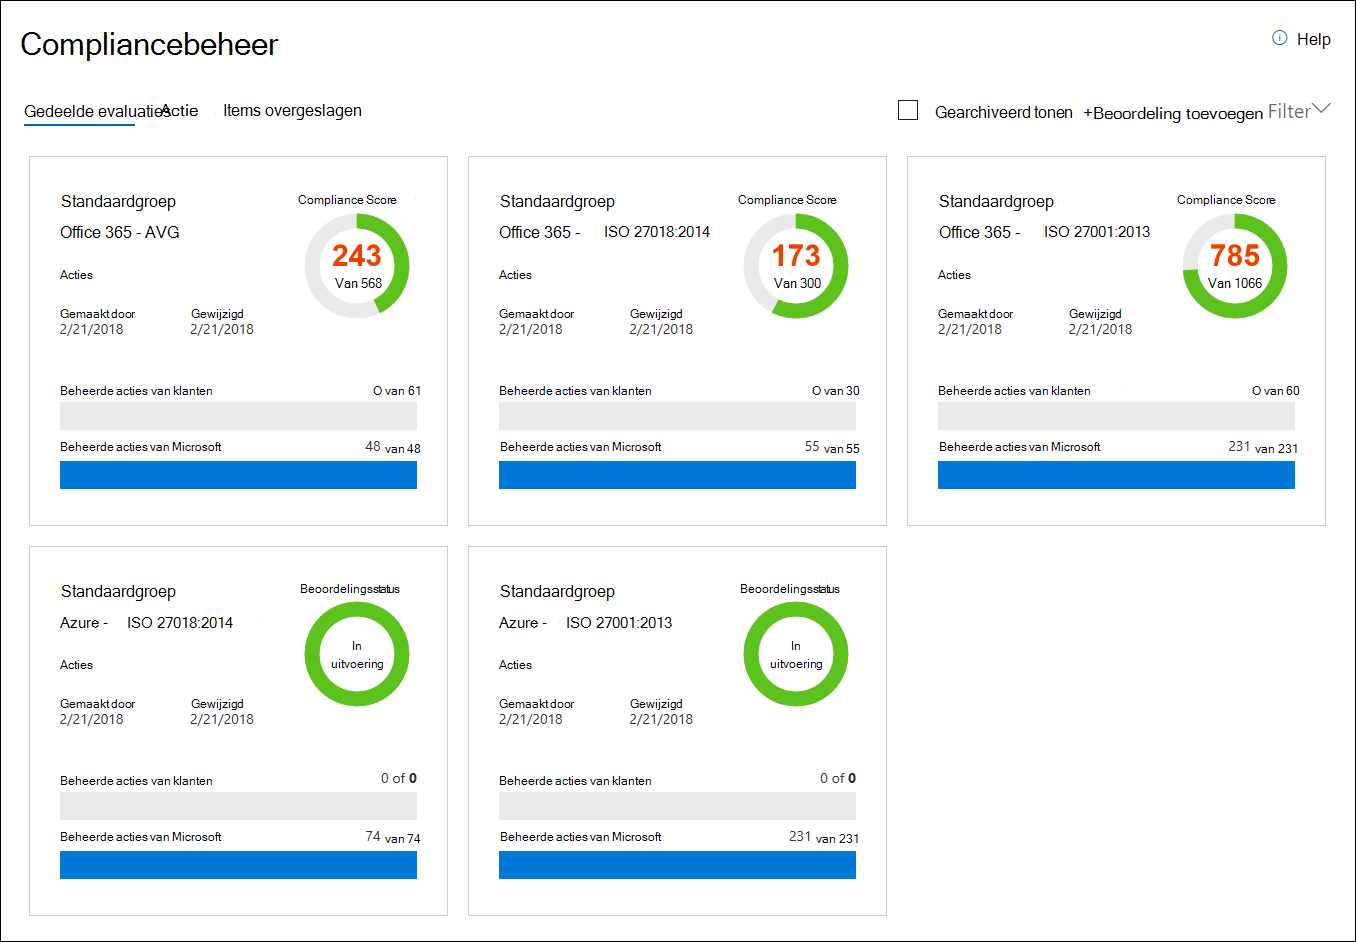 Compliancebeheer
Help
Gedeelde evaluaties Actie Items overgeslagen
Gearchiveerd tonen +Beoordeling toevoegen Filter
Standaardgroep
Office 365 - AVG
Compliance Score
243
Van 568
Acties
Gemaakt door Gewijzigd
2/21/2018 2/21/2018
Beheerde acties van klanten O van 61
Beheerde acties van Microsoft 48 van 48
Standaardgroep
Office 365 - ISO 27018:2014
Compliance Score
173
Van 300
Acties
Gemaakt door Gewijzigd
2/21/2018 2/21/2018
Beheerde acties van klanten O van 30
Beheerde acties van Microsoft 55 van 55
Standaardgroep
Office 365 - ISO 27001:2013
Compliance Score
785
Van 1066
Acties
Gemaakt door Gewijzigd
2/21/2018 2/21/2018
Beheerde acties van klanten O van 60
Beheerde acties van Microsoft 231 van 231
Standaardgroep
Azure - ISO 27018:2014
Beoordelingsstatus
In
uitvoering
Acties
Gemaakt door Gewijzigd
2/21/2018 2/21/2018
Beheerde acties van klanten 0 of 0
Beheerde acties van Microsoft 74 van 74
Standaardgroep
Azure - ISO 27001:2013
Beoordelingsstatus
In
uitvoering
Acties
Gemaakt door Gewijzigd
2/21/2018 2/21/2018
Beheerde acties van klanten 0 of 0
Beheerde acties van Microsoft 231 van 231